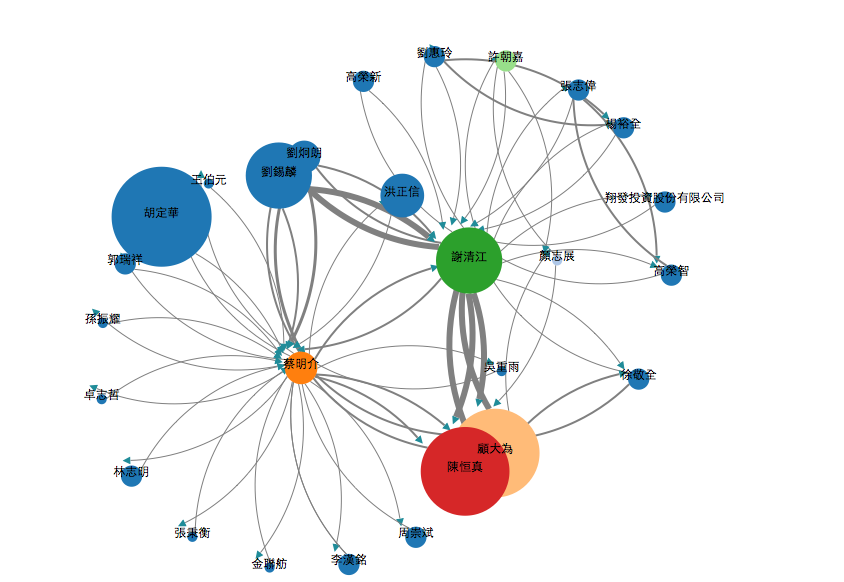 劉惠玲
許朝嘉
高榮新
張志偉
楊裕全
劉炯朗
劉錫麟
王伯元
洪正信
翔發投資股份有限公司
胡定華
謝清江
顏志展
郭瑞祥
高榮智
孫振耀
蔡明介
吳重雨
徐敬全
卓志哲
顧大為
陳恒真
林志明
張秉衡
周崇斌
金聯舫
李漢銘